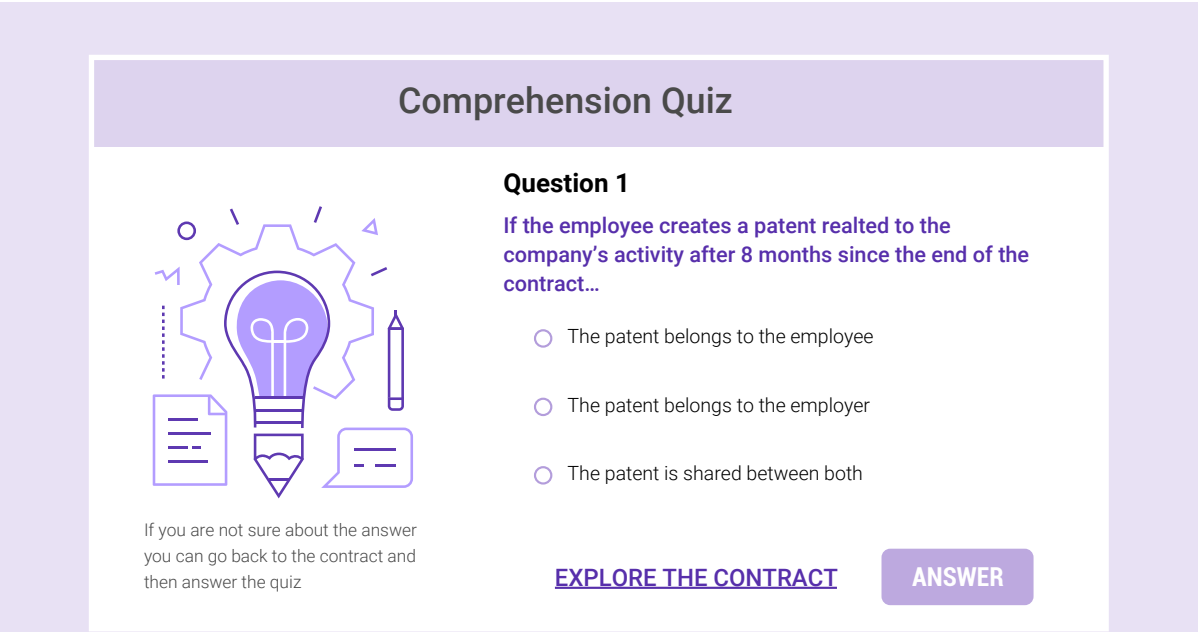 Comprehension Quiz
Question 1
If the employee creates a patent realted to the
company’s activity after 8 months since the end of the
contract...
The patent belongs to the employee
The patent belongs to the employer
The patent is shared between both
If you are not sure about the answer
you can go back to the contract and
then answer the quiz
EXPLORE THE CONTRACT
ANSWER